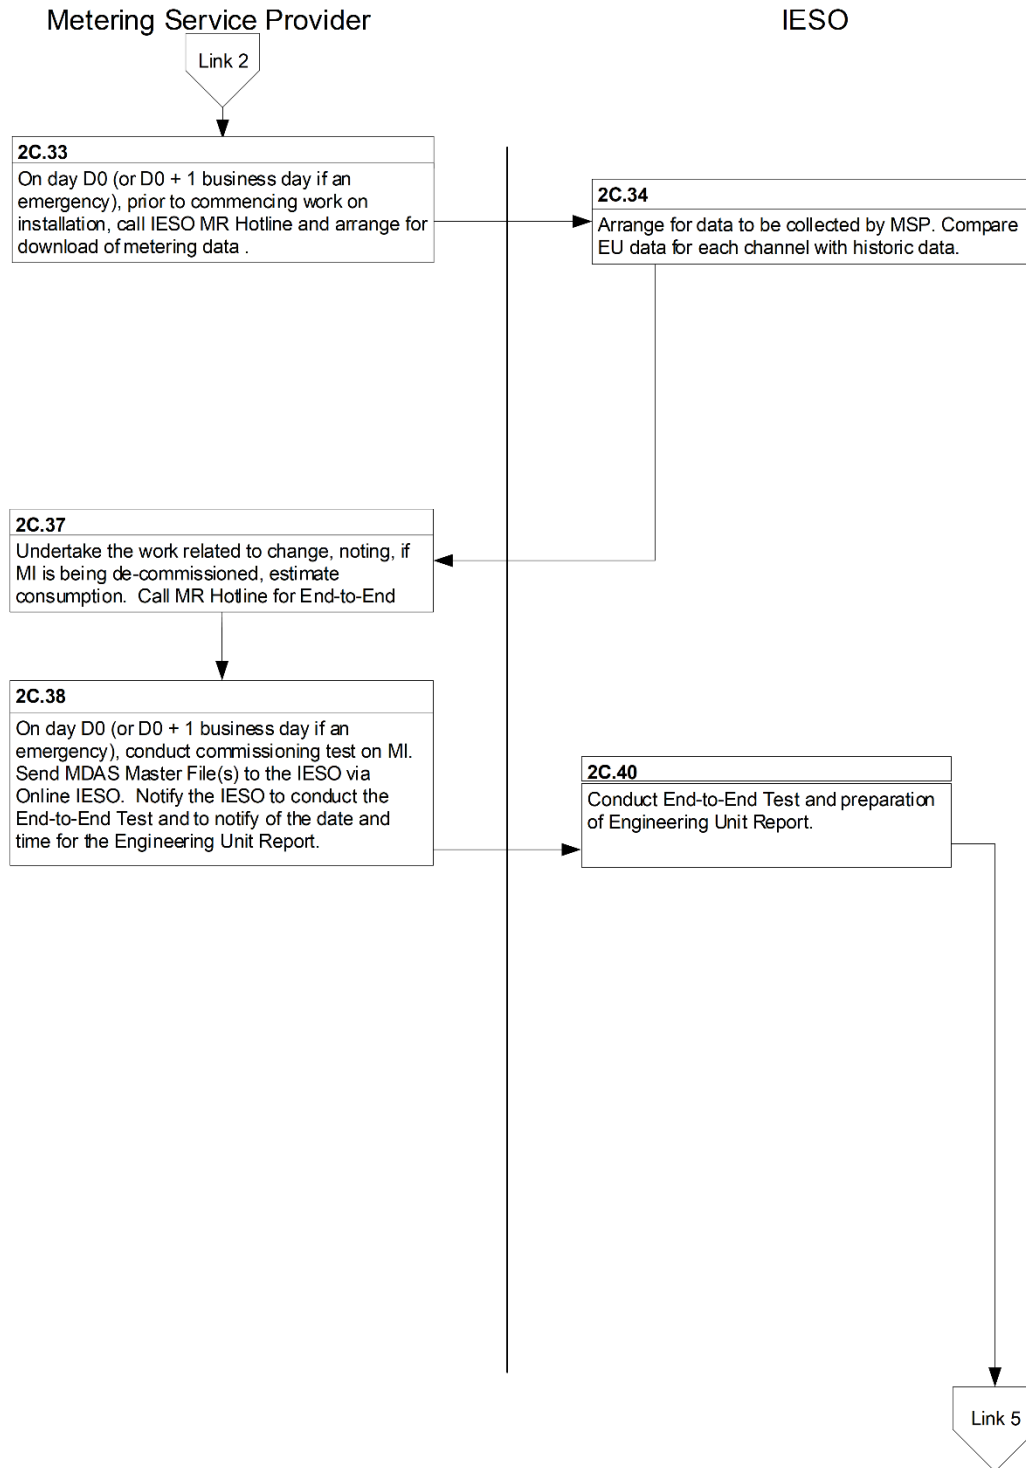 Metering Service Provider
IESO
Link 2
2C.33
On day D0 (or D0 + 1 business day if an
emergency), prior to commencing work on
installation, call IESO MR Hotline and arrange for
download of metering data .
2C.34
Arrange for data to be collected by MSP. Compare
EU data for each channel with historic data.
2C.37
Undertake the work related to change, noting, if
MI is being de-commissioned, estimate
consumption.  Call MR Hotline for End-to-End
2C.38
On day D0 (or D0 + 1 business day if an
emergency), conduct commissioning test on MI.
Send MDAS Master File(s) to the IESO via
Online IESO.  Notify the IESO to conduct the
End-to-End Test and to notify of the date and
time for the Engineering Unit Report.
2C.40
Conduct End-to-End Test and preparation
of Engineering Unit Report.
Link 5